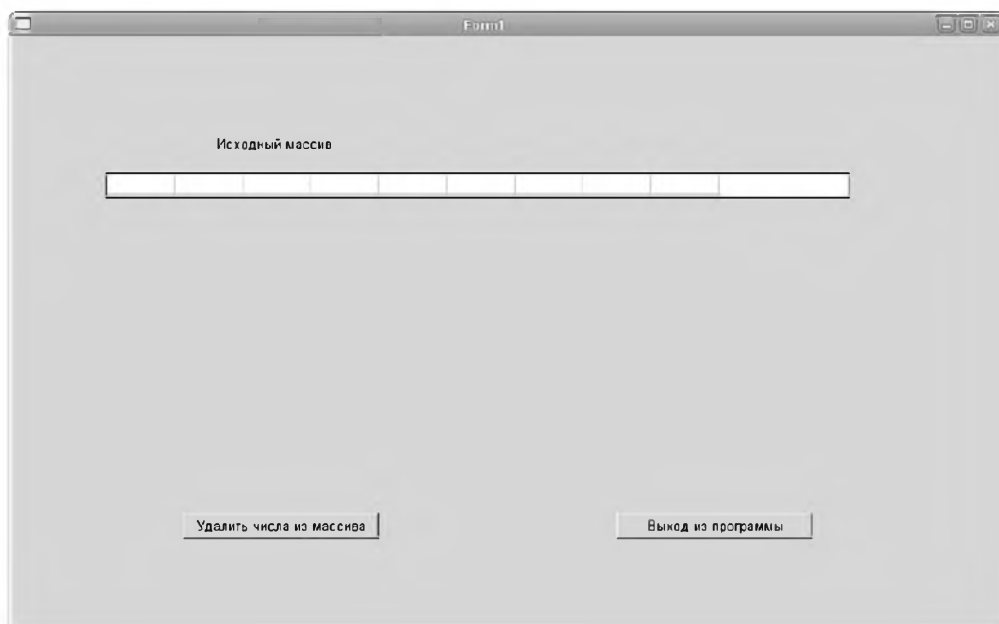 Form1
Исходный массив
Удалить числа из массива
Выход из программы